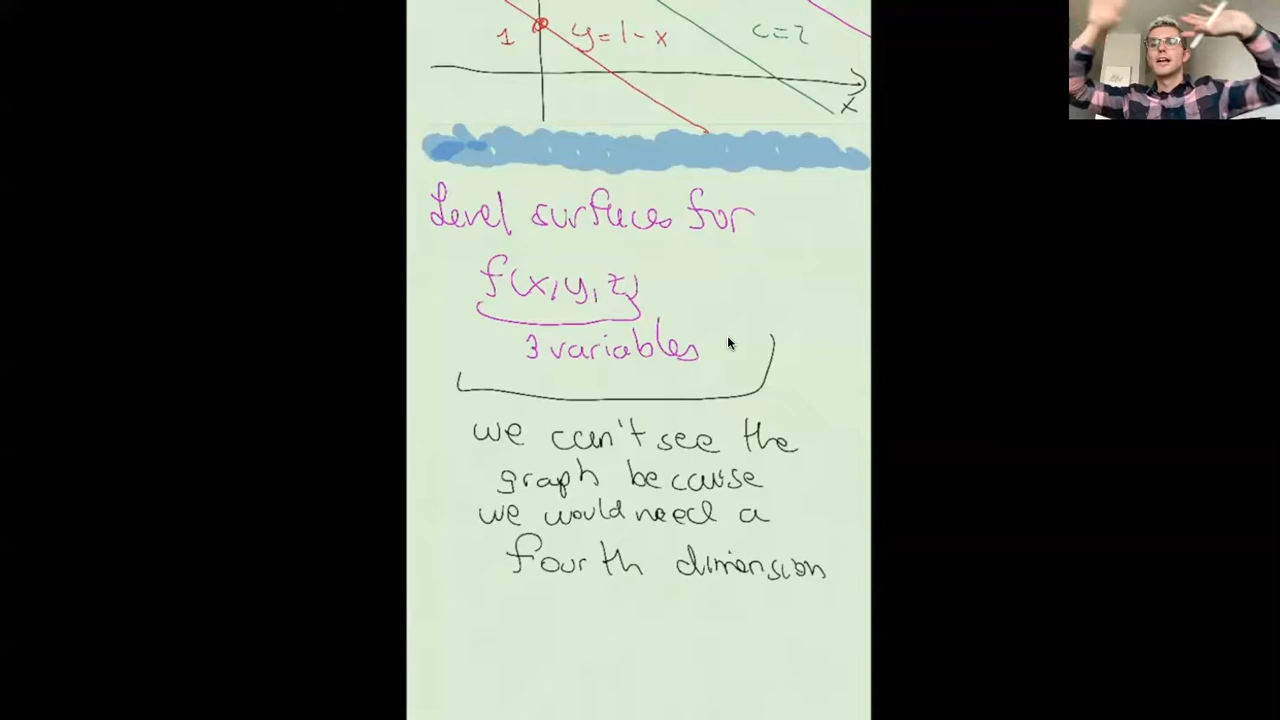 1 y=1-x c=2
x
Level surfaces for
f(x,y,z)
3 variables
we can't see the
graph because
we would need a
fourth dimension